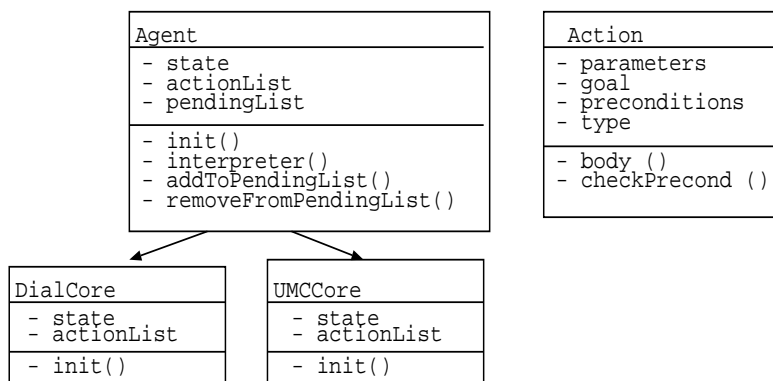 Agent
- state
- actionList
- pendingList
- init()
- interpreter()
- addToPendingList()
- removeFromPendingList()
Action
- parameters
- goal
- preconditions
- type
- body ()
- checkPrecond ()
DialCore
- state
- actionList
- init()
UMCCore
- state
- actionList
- init()